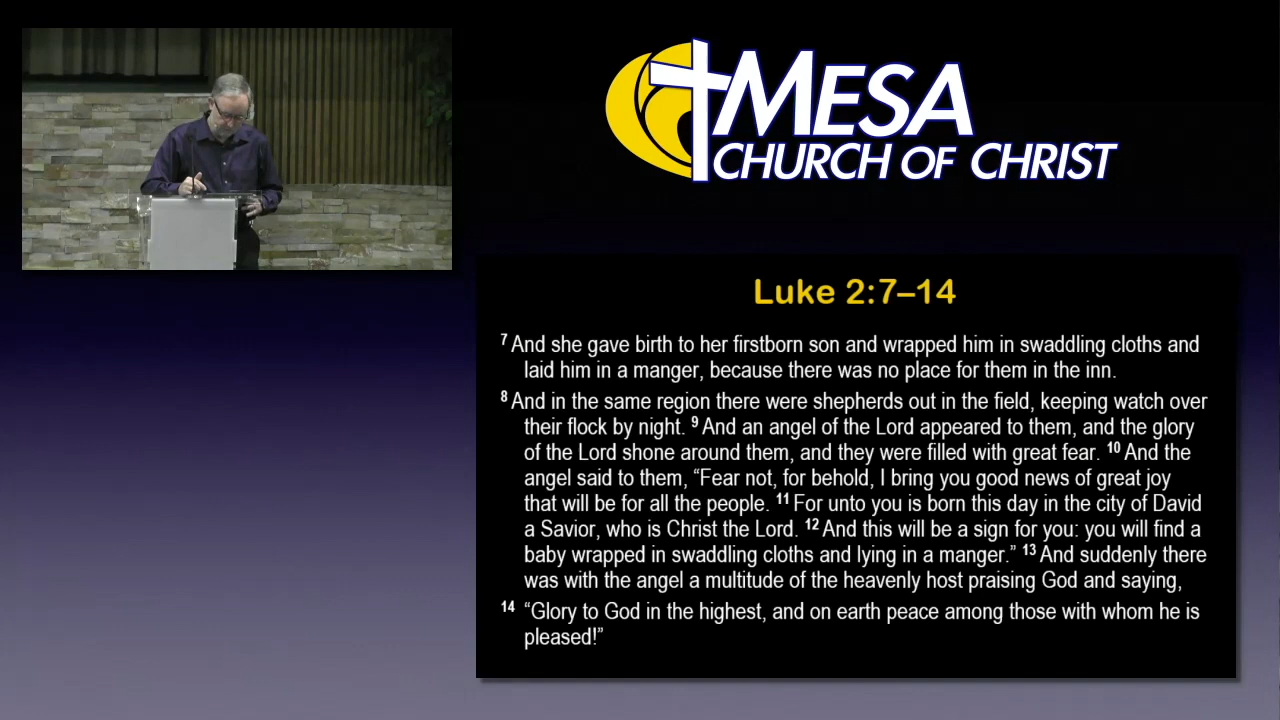 MESA
CHURCH OF CHRIST
Luke 2:7–14
7 And she gave birth to her firstborn son and wrapped him in swaddling cloths and
laid him in a manger, because there was no place for them in the inn.
8 And in the same region there were shepherds out in the field, keeping watch over
their flock by night. 9 And an angel of the Lord appeared to them, and the glory
of the Lord shone around them, and they were filled with great fear. 10 And the
angel said to them, “Fear not, for behold, I bring you good news of great joy
that will be for all the people. 11 For unto you is born this day in the city of David
a Savior, who is Christ the Lord. 12 And this will be a sign for you: you will find a
baby wrapped in swaddling cloths and lying in a manger.” 13 And suddenly there
was with the angel a multitude of the heavenly host praising God and saying,
14 “Glory to God in the highest, and on earth peace among those with whom he is
pleased!”